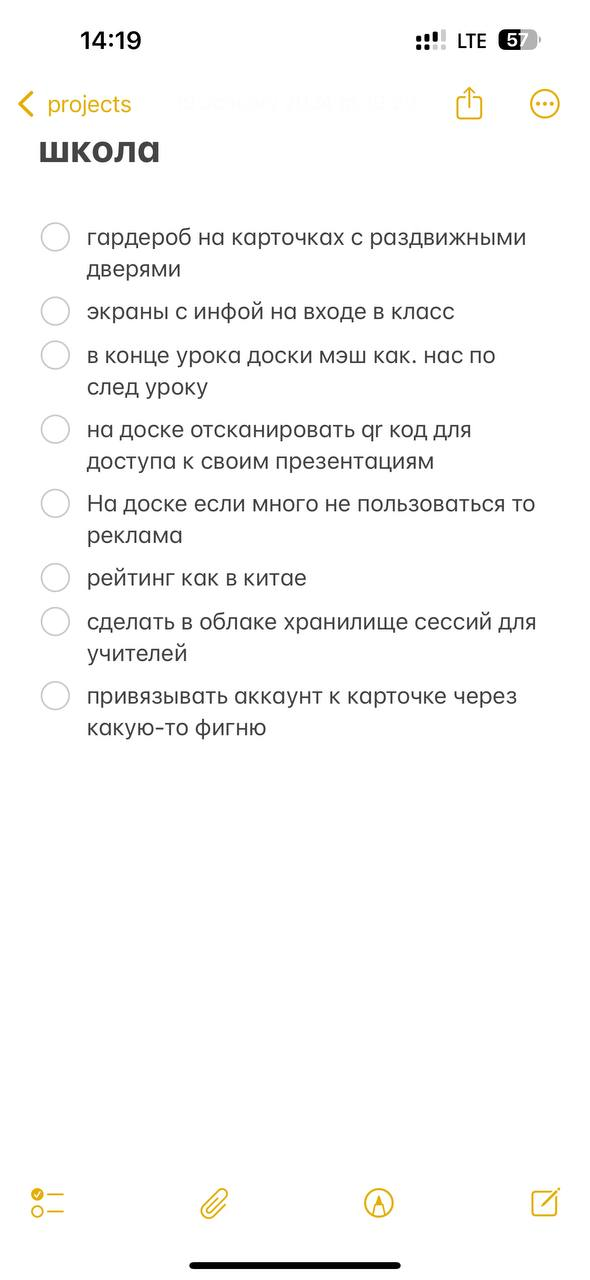 14:19
LTE
57
projects
школа
гардероб на карточках с раздвижными
дверями
экраны с инфой на входе в класс
в конце урока доски мэш как. нас по
след уроку
на доске отсканировать qr код для
доступа к своим презентациям
На доске если много не пользоваться то
реклама
рейтинг как в китае
сделать в облаке хранилище сессий для
учителей
привязывать аккаунт к карточке через
какую-то фигню